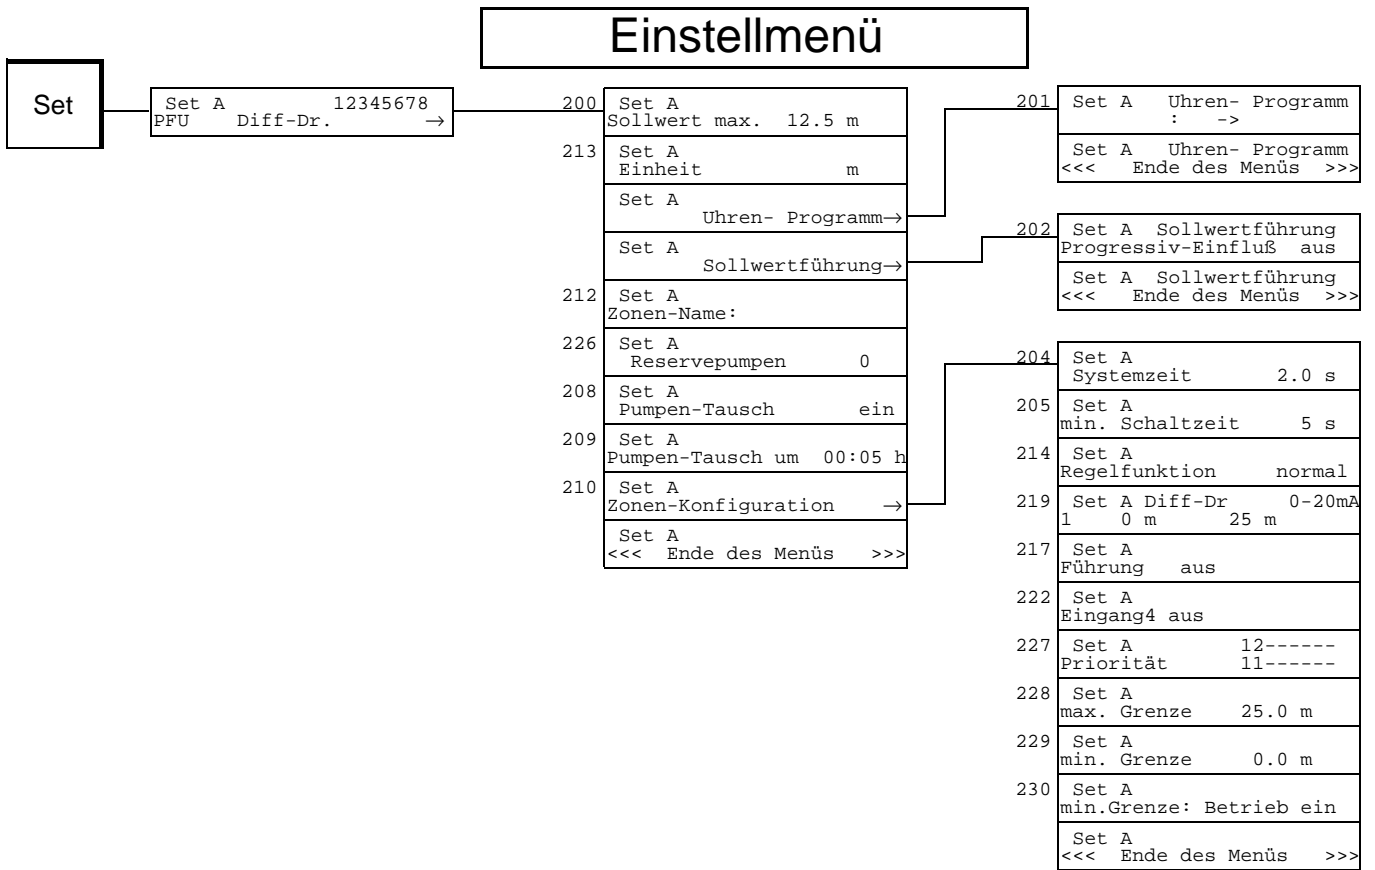 Einstellmenü
Set
Set A 12345678
PFU Diff-Dr. →
200 Set A
Sollwert max. 12.5 m
213 Set A
Einheit m
Set A
Uhren- Programm→
Set A
Sollwertführung→
212 Set A
Zonen-Name:
226 Set A
Reservepumpen 0
208 Set A
Pumpen-Tausch ein
209 Set A
Pumpen-Tausch um 00:05 h
210 Set A
Zonen-Konfiguration →
Set A
<<< Ende des Menüs >>>
201 Set A Uhren- Programm
: ->
Set A Uhren- Programm
<<< Ende des Menüs >>>
202 Set A Sollwertführung
Progressiv-Einfluß aus
Set A Sollwertführung
<<< Ende des Menüs >>>
204 Set A
Systemzeit 2.0 s
205 Set A
min. Schaltzeit 5 s
214 Set A
Regelfunktion normal
219 Set A Diff-Dr 0-20mA
1 0 m 25 m
217 Set A
Führung aus
222 Set A
Eingang4 aus
227 Set A 12------
Priorität 11------
228 Set A
max. Grenze 25.0 m
229 Set A
min. Grenze 0.0 m
230 Set A
min.Grenze: Betrieb ein
Set A
<<< Ende des Menüs >>>